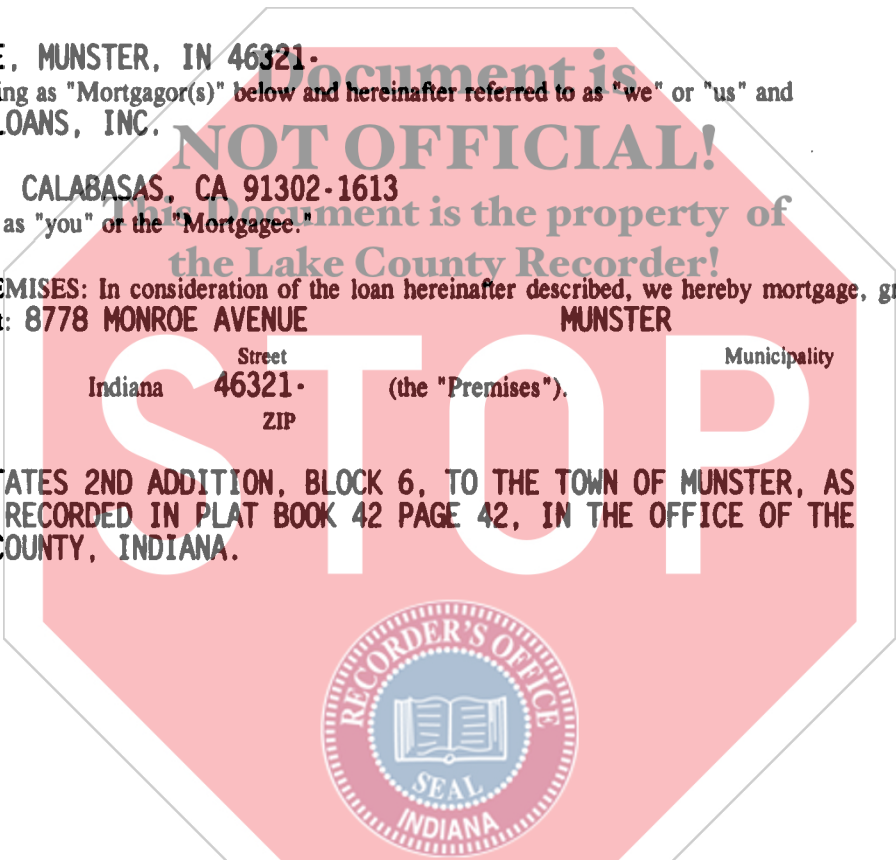 E, MUNSTER, IN 46321-
ing as "Mortgagor(s)" below and hereinafter referred to as "we" or "us" and
LOANS, INC.
CALABASAS, CA 91302-1613
as "you" or the "Mortgagee."
Document is
NOT OFFICIAL!
This Document is the property of
the Lake County Recorder!
EMISES: In consideration of the loan hereinafter described, we hereby mortgage, gr
t: 8778 MONROE AVENUE MUNSTER
Street Municipality
Indiana 46321- (the "Premises").
ZIP
STOP
TATES 2ND ADDITION, BLOCK 6, TO THE TOWN OF MUNSTER, AS
RECORDED IN PLAT BOOK 42 PAGE 42, IN THE OFFICE OF THE
COUNTY, INDIANA.
RECORDER'S OFFICE
SEAL
INDIANA